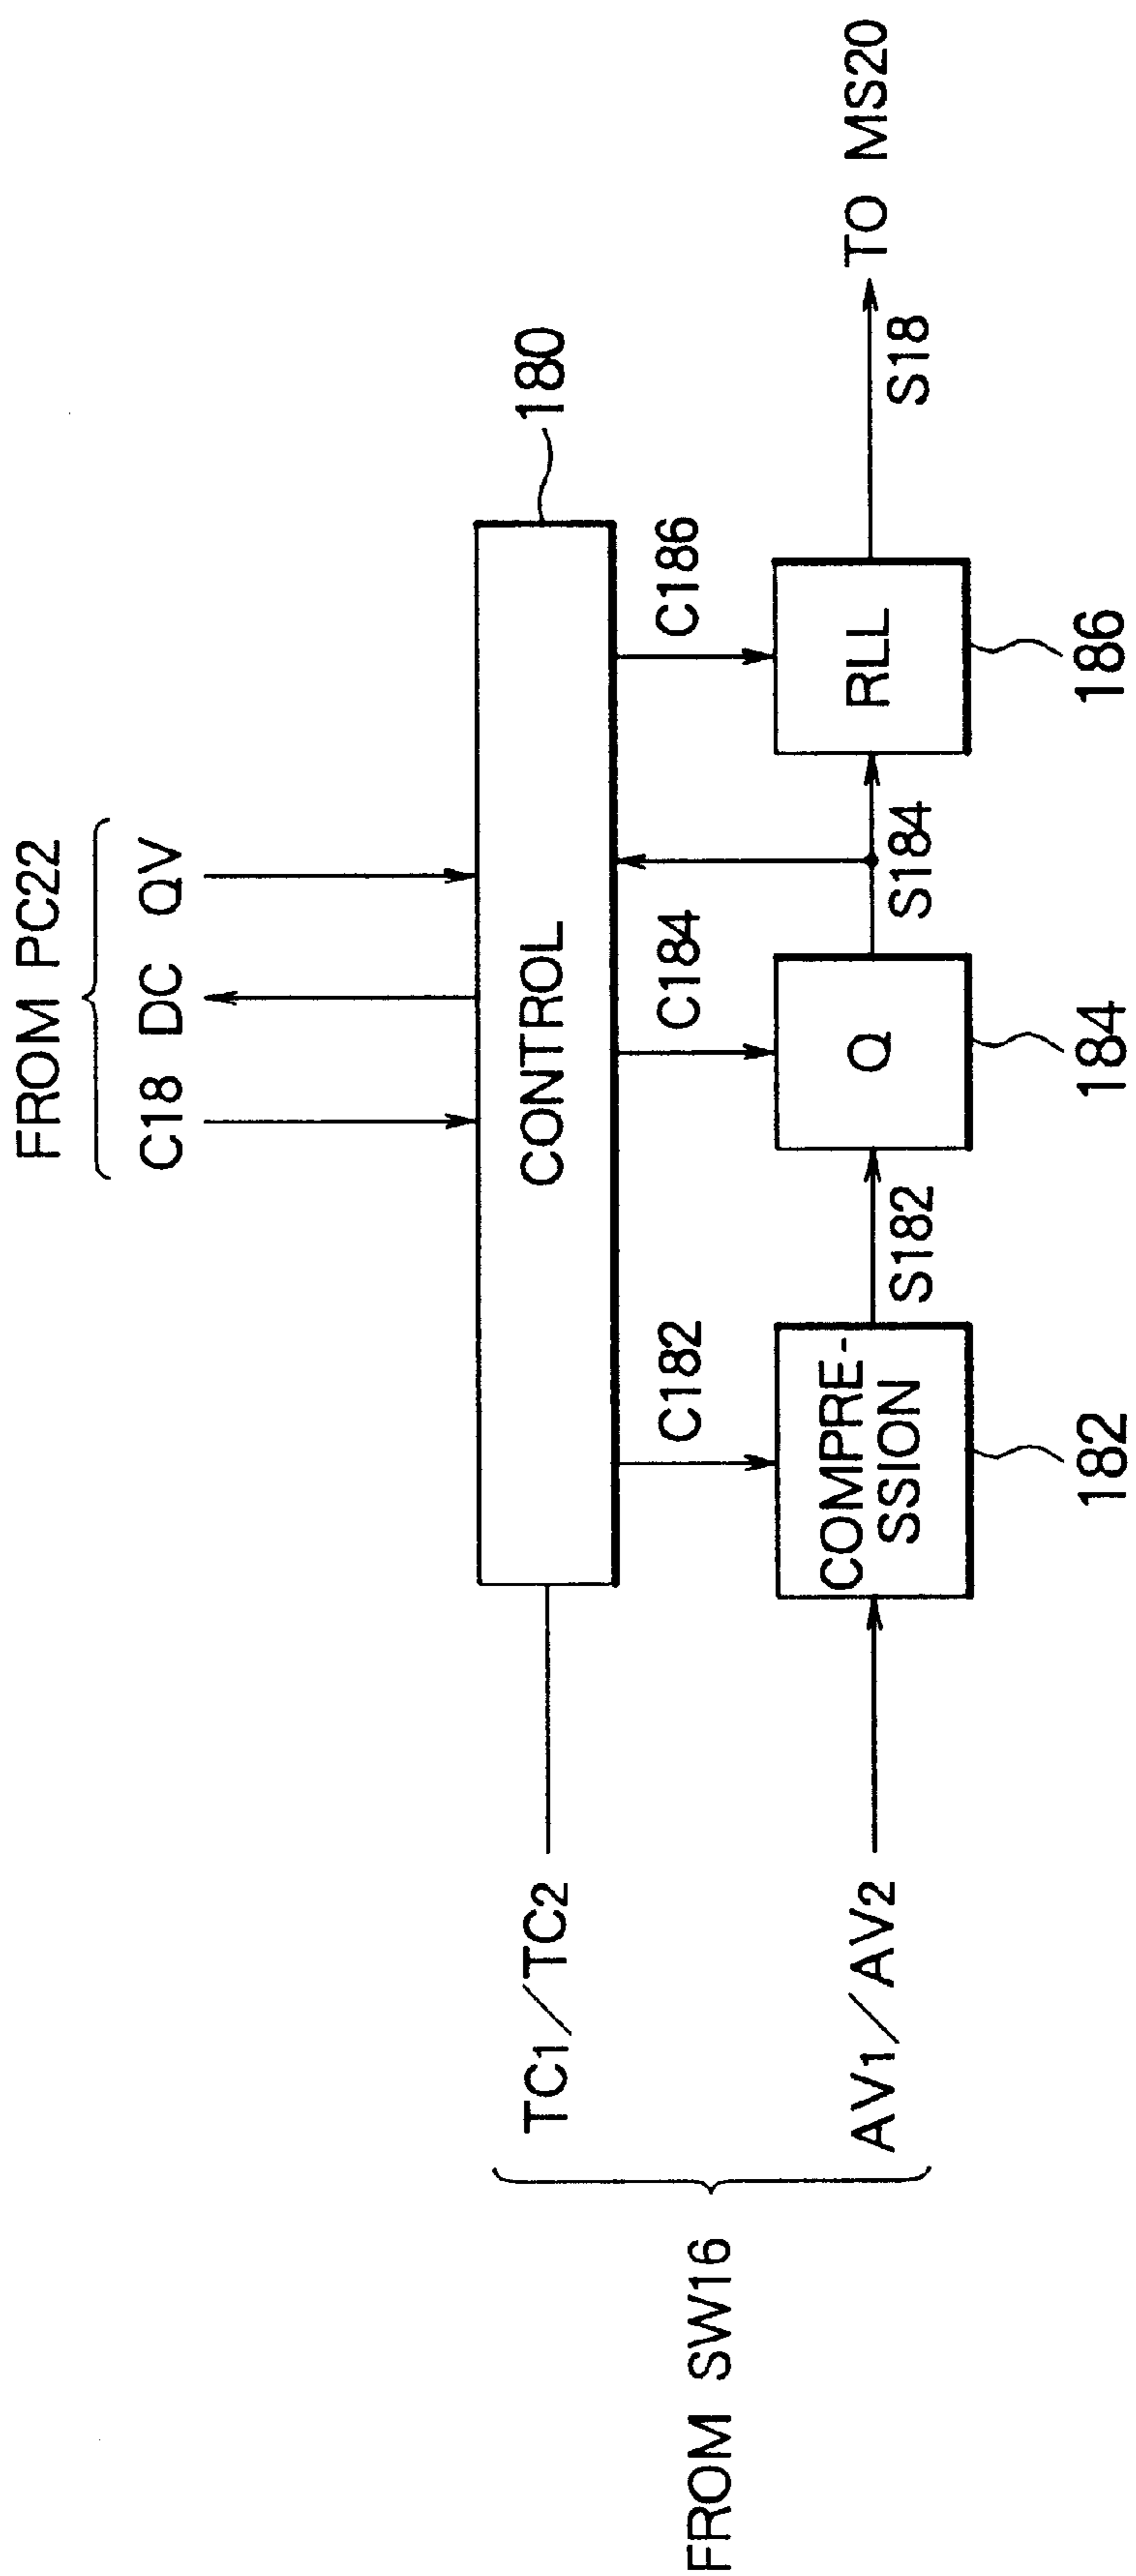 FROM PC22
C18 DC QV
180
CONTROL
TC1/TC2
C182
C184
C186
FROM SW16
AV1/AV2
COMPRE-
SSION
Q
RLL
TO MS20
S182
S184
S18
182
184
186